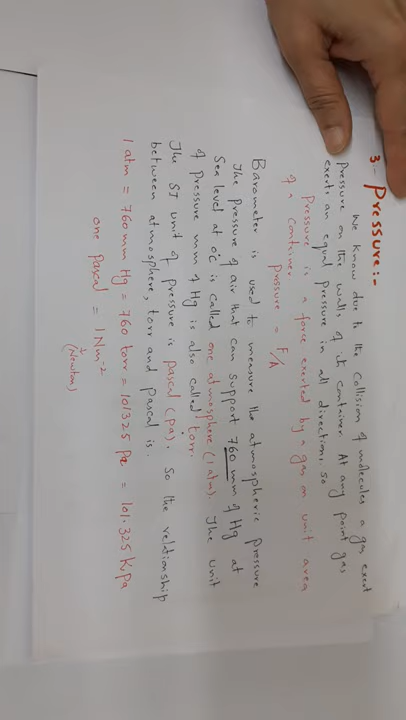 3- Pressure:-
We know due to the collision of molecules a gas exert
pressure on the walls of its container. At any point gas
exerts an equal pressure in all direction. So
Pressure is a force exerted by a gas on unit area
of a container
pressure = F/A
Barometer is used to measure the atmospheric pressure
The pressure of air that can support 760 mm of Hg at
Sea level at 0°C is called one atmosphere (1 atm). The unit
of pressure mm of Hg is also called torr.
The SI unit of pressure is pascal (pa). So the relationship
between atmosphere, torr and pascal is.
1 atm = 760 mm Hg = 760 torr = 101325 Pa = 101.325 KPa
one pascal = 1 Nm⁻²
(Newton)